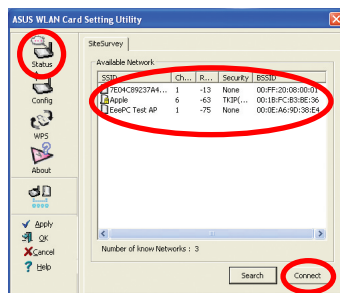 ASUS WLAN Card Setting Utility
Status
Config
WPS
About
Apply
OK
Cancel
Help
SiteSurvey
Available Network
SSID Ch... R... Security BSSID
7E04C89237A4... 1 -13 None 00:FF:20:08:00:01
Apple 6 -63 TKIP(... 00:1B:FC:B3:BE:36
EeePC Test AP 1 -75 None 00:0E:A6:9D:38:E4
Number of know Networks : 3
Search
Connect